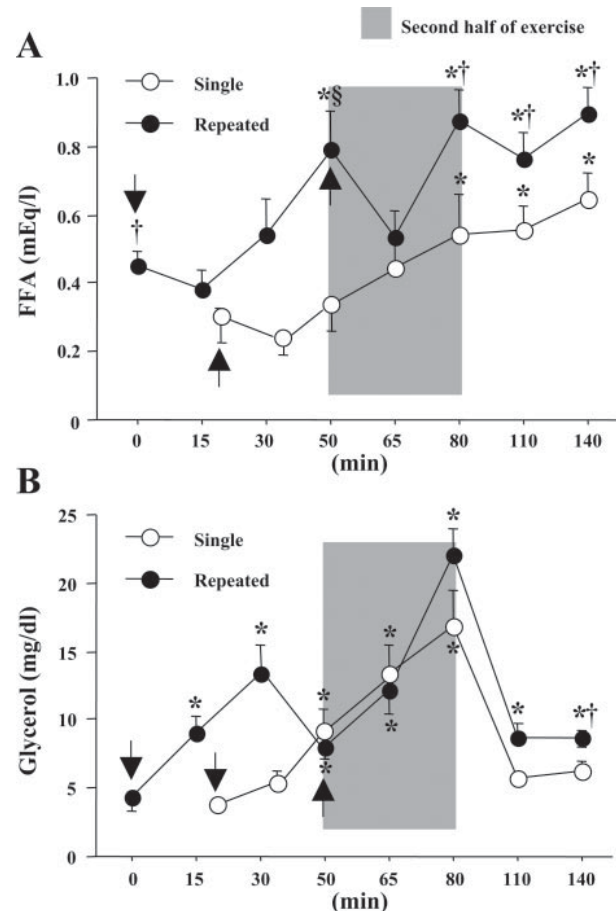 Second half of exercise
A
Single
Repeated
1.0
0.8
0.6
0.4
0.2
0
FFA (mEq/l)
†
*§
*†
*†
*†
*
*
*
0 15 30 50 65 80 110 140
(min)
B
Single
Repeated
25
20
15
10
5
0
Glycerol (mg/dl)
*
*
*
*
*
*
*
*
*
*†
0 15 30 50 65 80 110 140
(min)